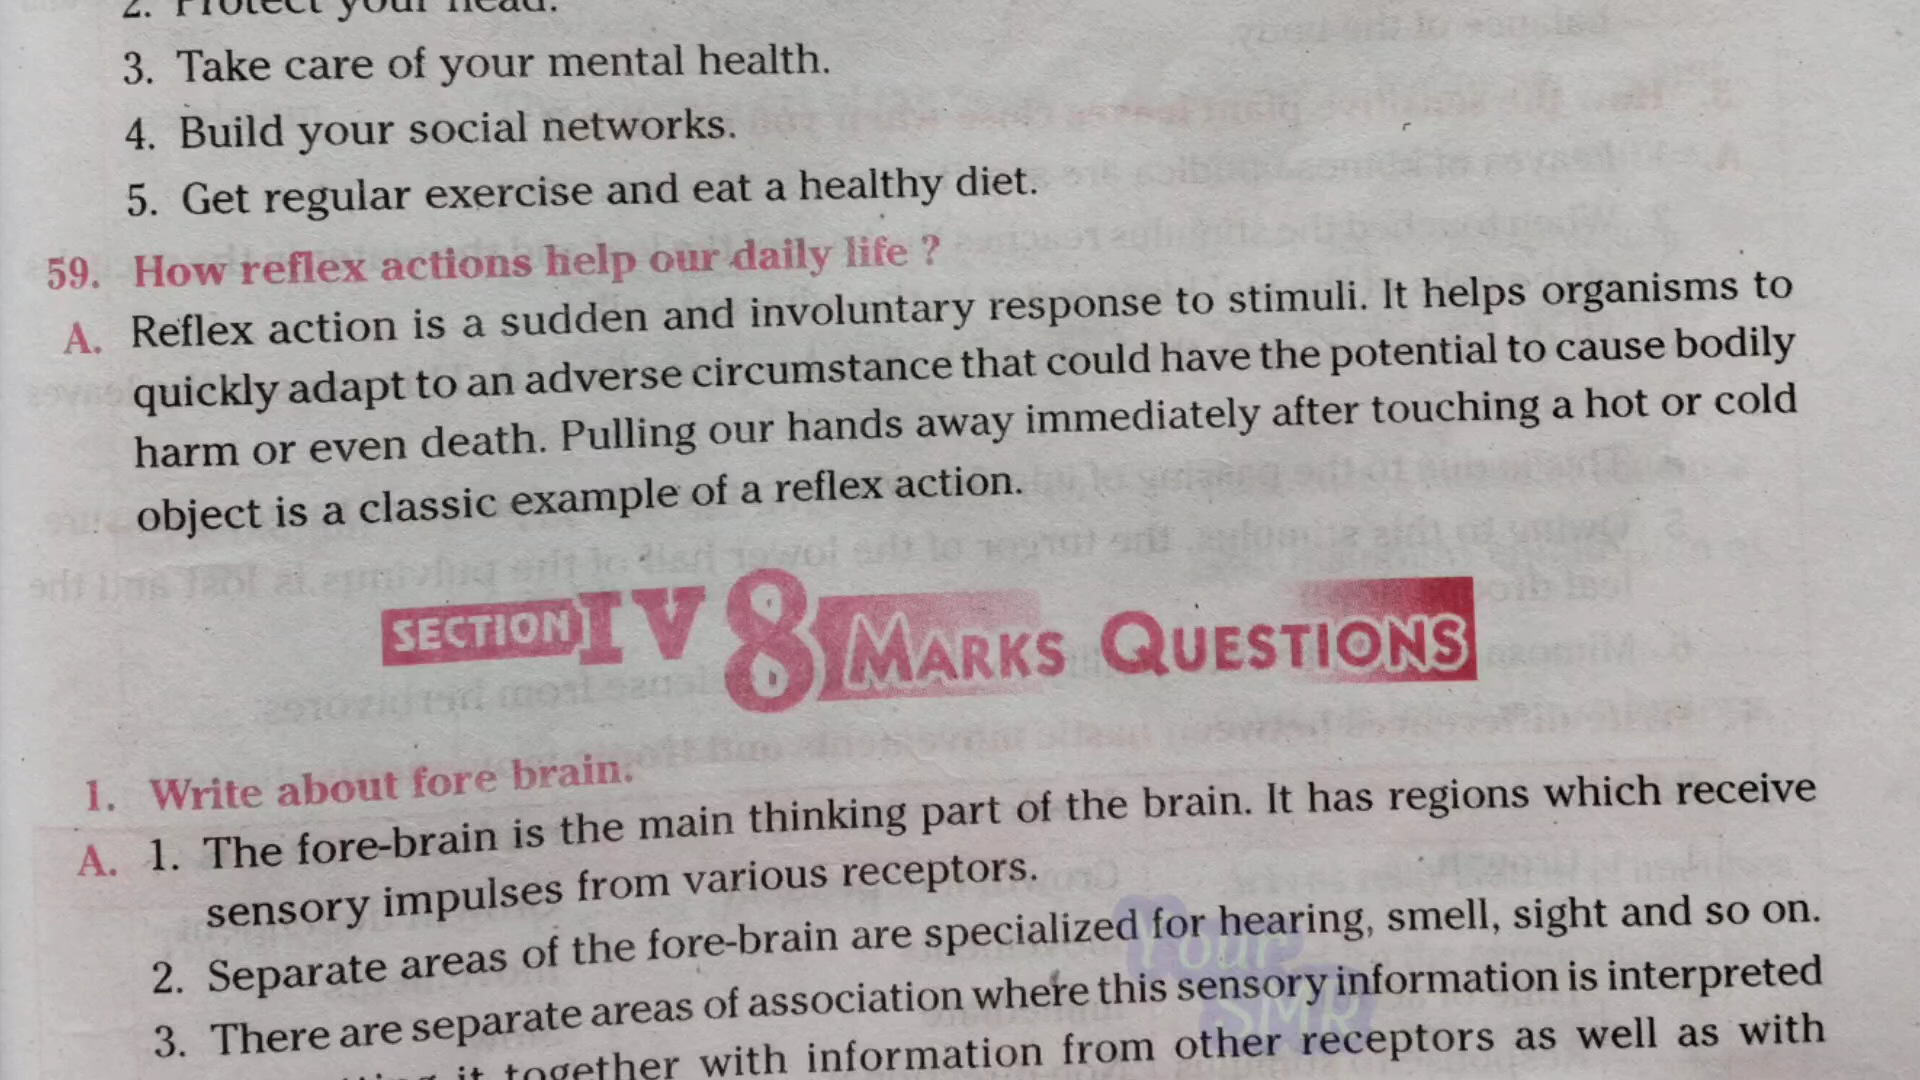 2. Protect your head.
3. Take care of your mental health.
4. Build your social networks.
5. Get regular exercise and eat a healthy diet.
59. How reflex actions help our daily life ?
A. Reflex action is a sudden and involuntary response to stimuli. It helps organisms to
quickly adapt to an adverse circumstance that could have the potential to cause bodily
harm or even death. Pulling our hands away immediately after touching a hot or cold
object is a classic example of a reflex action.
SECTION IV 8 MARKS QUESTIONS
1. Write about fore brain.
A. 1. The fore-brain is the main thinking part of the brain. It has regions which receive
sensory impulses from various receptors.
2. Separate areas of the fore-brain are specialized for hearing, smell, sight and so on.
3. There are separate areas of association where this sensory information is interpreted
it together with information from other receptors as well as with
Your
SMR